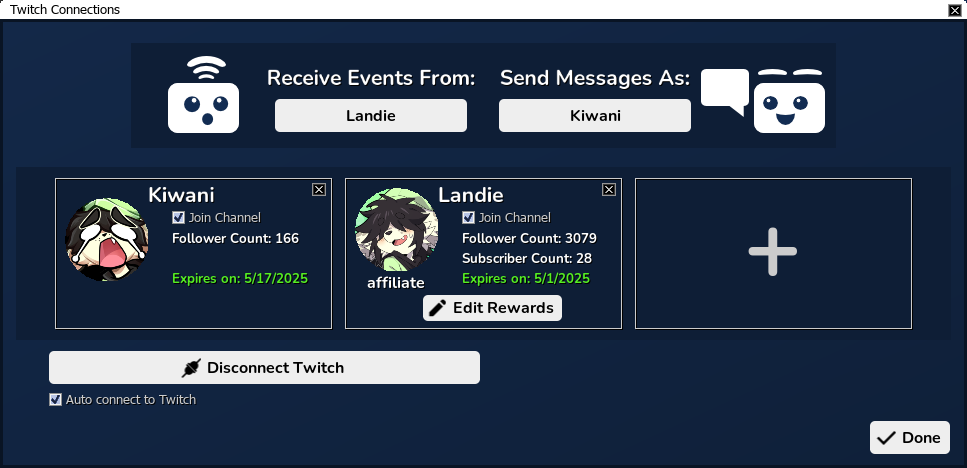 Twitch Connections
Receive Events From:
Send Messages As:
Landie
Kiwani
Kiwani
Join Channel
Follower Count: 166
Expires on: 5/17/2025
Landie
Join Channel
Follower Count: 3079
Subscriber Count: 28
Expires on: 5/1/2025
affiliate
Edit Rewards
Disconnect Twitch
Auto connect to Twitch
Done